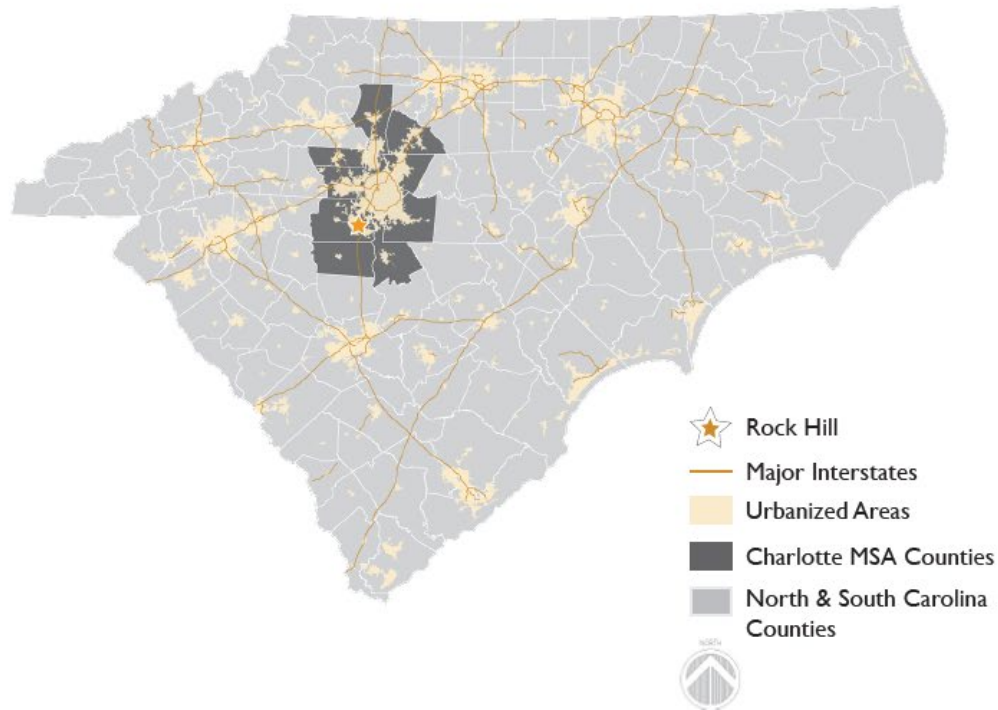 Rock Hill
Major Interstates
Urbanized Areas
Charlotte MSA Counties
North & South Carolina
Counties
NORTH